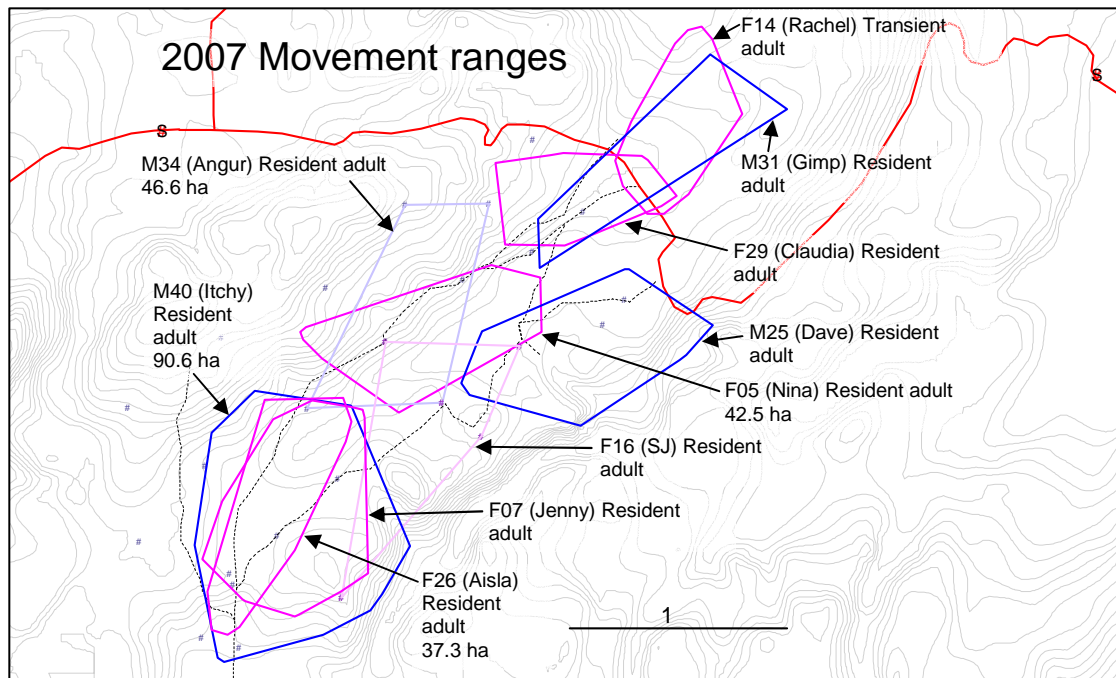 2007 Movement ranges
F14 (Rachel) Transient
adult
S
S
M34 (Angur) Resident adult
46.6 ha
M31 (Gimp) Resident
adult
F29 (Claudia) Resident
adult
M40 (Itchy)
Resident
adult
90.6 ha
M25 (Dave) Resident
adult
F05 (Nina) Resident adult
42.5 ha
F16 (SJ) Resident
adult
F07 (Jenny) Resident
adult
F26 (Aisla)
Resident
adult
37.3 ha
1